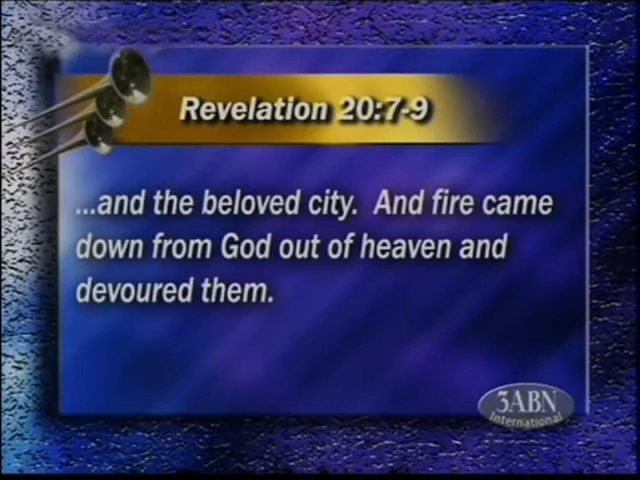 Revelation 20:7-9
...and the beloved city.  And fire came
down from God out of heaven and
devoured them.
3ABN
International